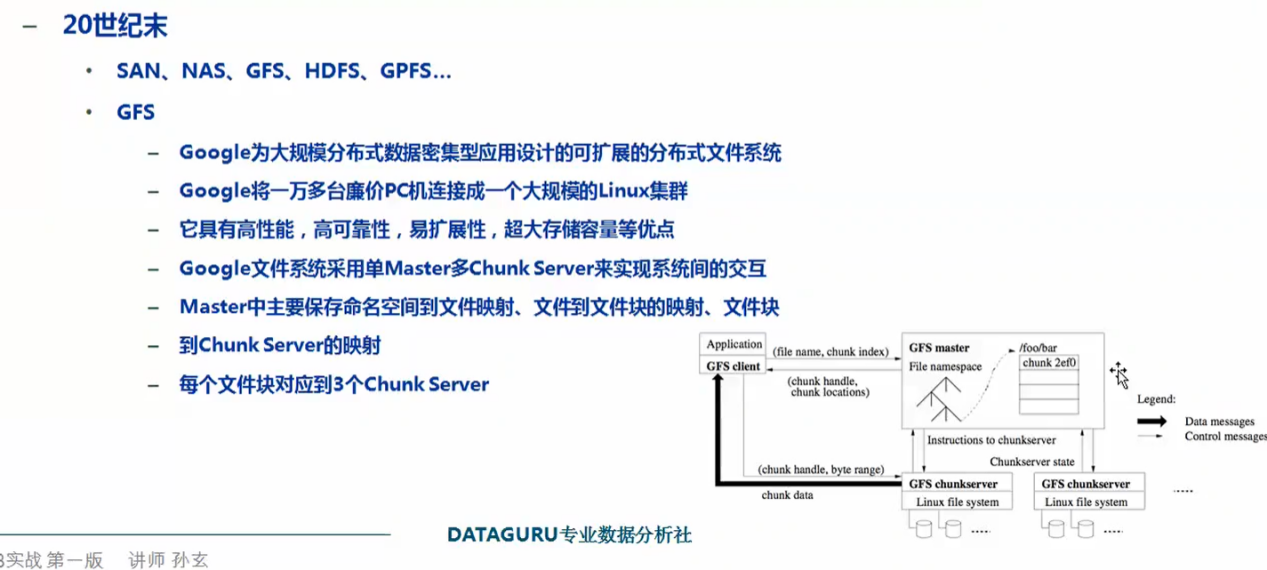 – 20世纪末
• SAN、NAS、GFS、HDFS、GPFS…
• GFS
– Google为大规模分布式数据密集型应用设计的可扩展的分布式文件系统
– Google将一万多台廉价PC机连接成一个大规模的Linux集群
– 它具有高性能，高可靠性，易扩展性，超大存储容量等优点
– Google文件系统采用单Master多Chunk Server来实现系统间的交互
– Master中主要保存命名空间到文件映射、文件到文件块的映射、文件块
– 到Chunk Server的映射
– 每个文件块对应到3个Chunk Server
Application
GFS client
(file name, chunk index)
(chunk handle,
chunk locations)
GFS master
File namespace
/foo/bar
chunk 2ef0
Legend:
Data messages
Control messages
Instructions to chunkserver
Chunkserver state
(chunk handle, byte range)
chunk data
GFS chunkserver
Linux file system
GFS chunkserver
Linux file system
DATAGURU专业数据分析社
实战 第一版 讲师 孙玄